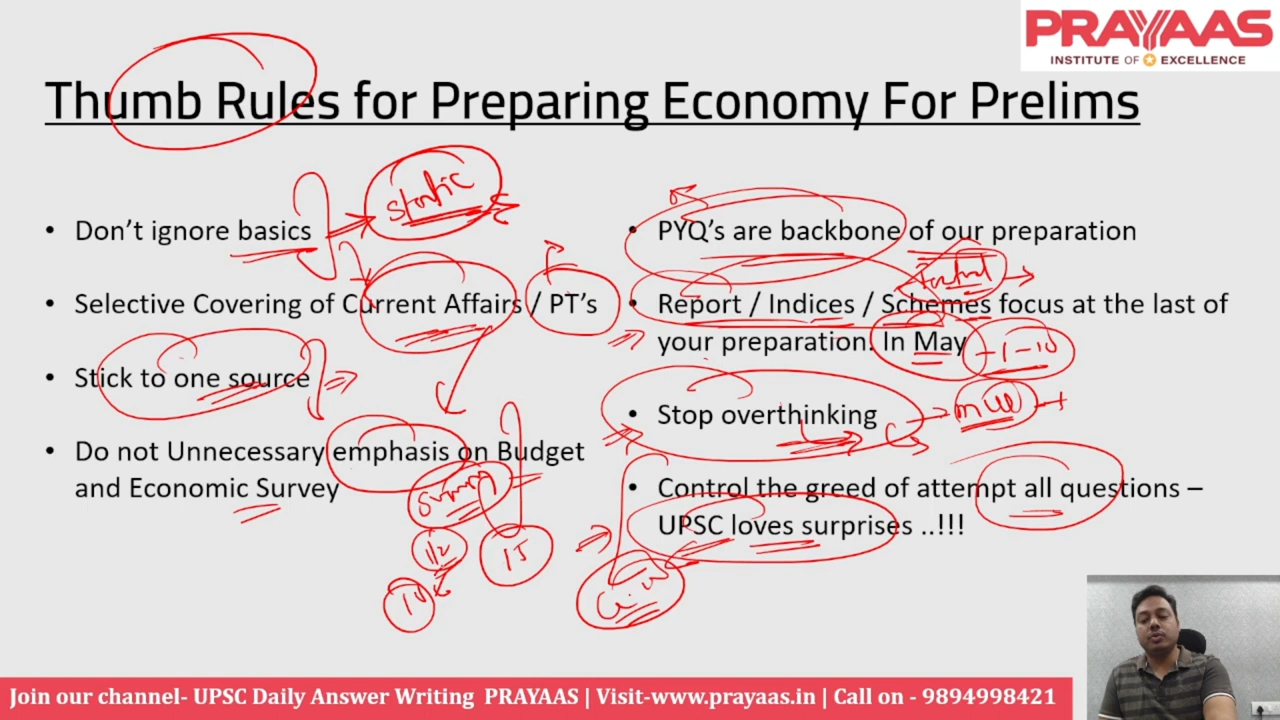 PRAYAAS
INSTITUTE OF EXCELLENCE
Thumb Rules for Preparing Economy For Prelims
• Don't ignore basics
static
• Selective Covering of Current Affairs / PT's
• Stick to one source
• Do not Unnecessary emphasis on Budget
and Economic Survey
summary
12
15
10
• PYQ's are backbone of our preparation
• Report / Indices / Schemes focus at the last of
your preparation. In May
• Stop overthinking
• Control the greed of attempt all questions –
UPSC loves surprises ..!!!
Join our channel- UPSC Daily Answer Writing PRAYAAS | Visit-www.prayaas.in | Call on - 9894998421